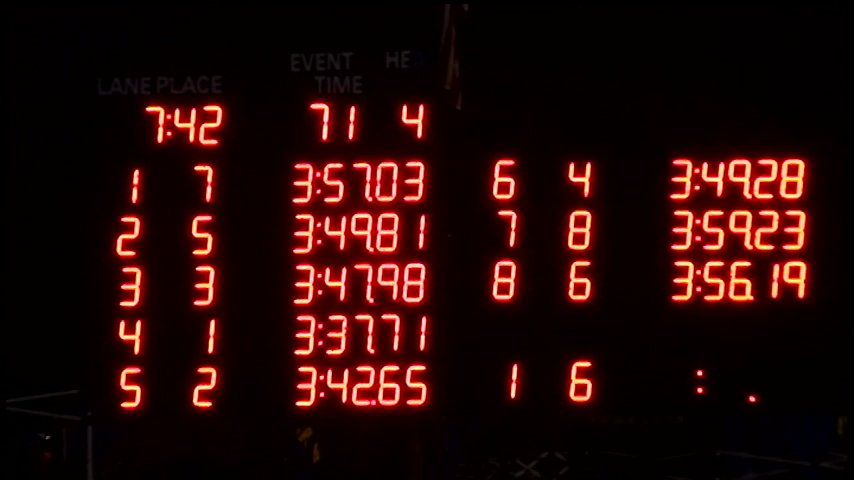 EVENT HEA
LANE PLACE TIME
7:42 71 4
1 7 3:57.03 6 4 3:49.28
2 5 3:49.81 7 8 3:59.23
3 3 3:47.98 8 6 3:56.19
4 1 3:37.71
5 2 3:42.65 1 6 : .